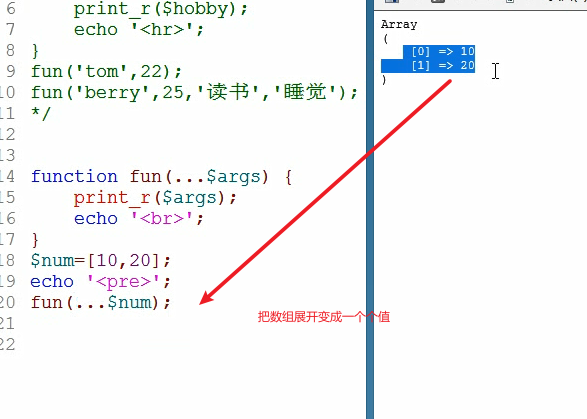 6 print_r($hobby);
7 echo '<hr>';
8 }
9 fun('tom',22);
10 fun('berry',25,'读书','睡觉');
11 */
12
13
14 function fun(...$args) {
15 print_r($args);
16 echo '<br>';
17 }
18 $num=[10,20];
19 echo '<pre>';
20 fun(...$num);
21
22
把数组展开变成一个个值
Array
(
[0] => 10
[1] => 20
)